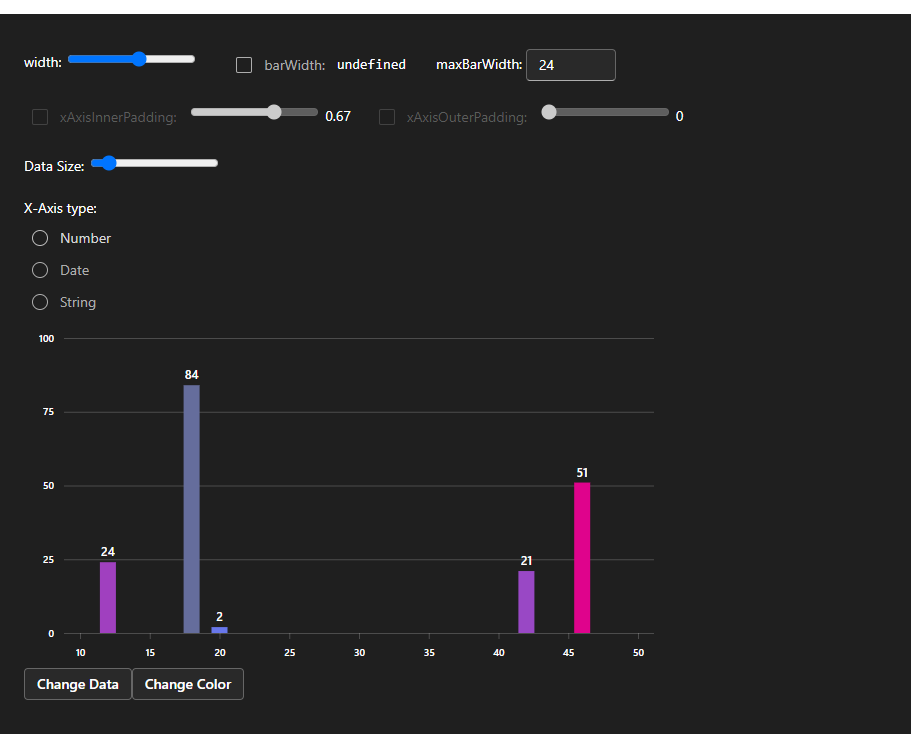 width: barWidth: undefined maxBarWidth: 24
xAxisInnerPadding: 0.67 xAxisOuterPadding: 0
Data Size:
X-Axis type:
Number
Date
String
100
84
75
51
50
24
21
25
2
0
10 15 20 25 30 35 40 45 50
Change Data Change Color